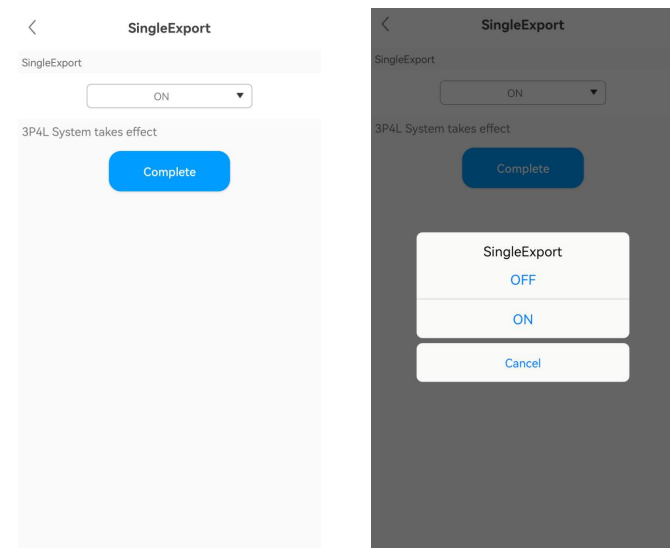 SingleExport
SingleExport
ON
3P4L System takes effect
Complete
SingleExport
SingleExport
ON
3P4L System takes effect
Complete
SingleExport
OFF
ON
Cancel